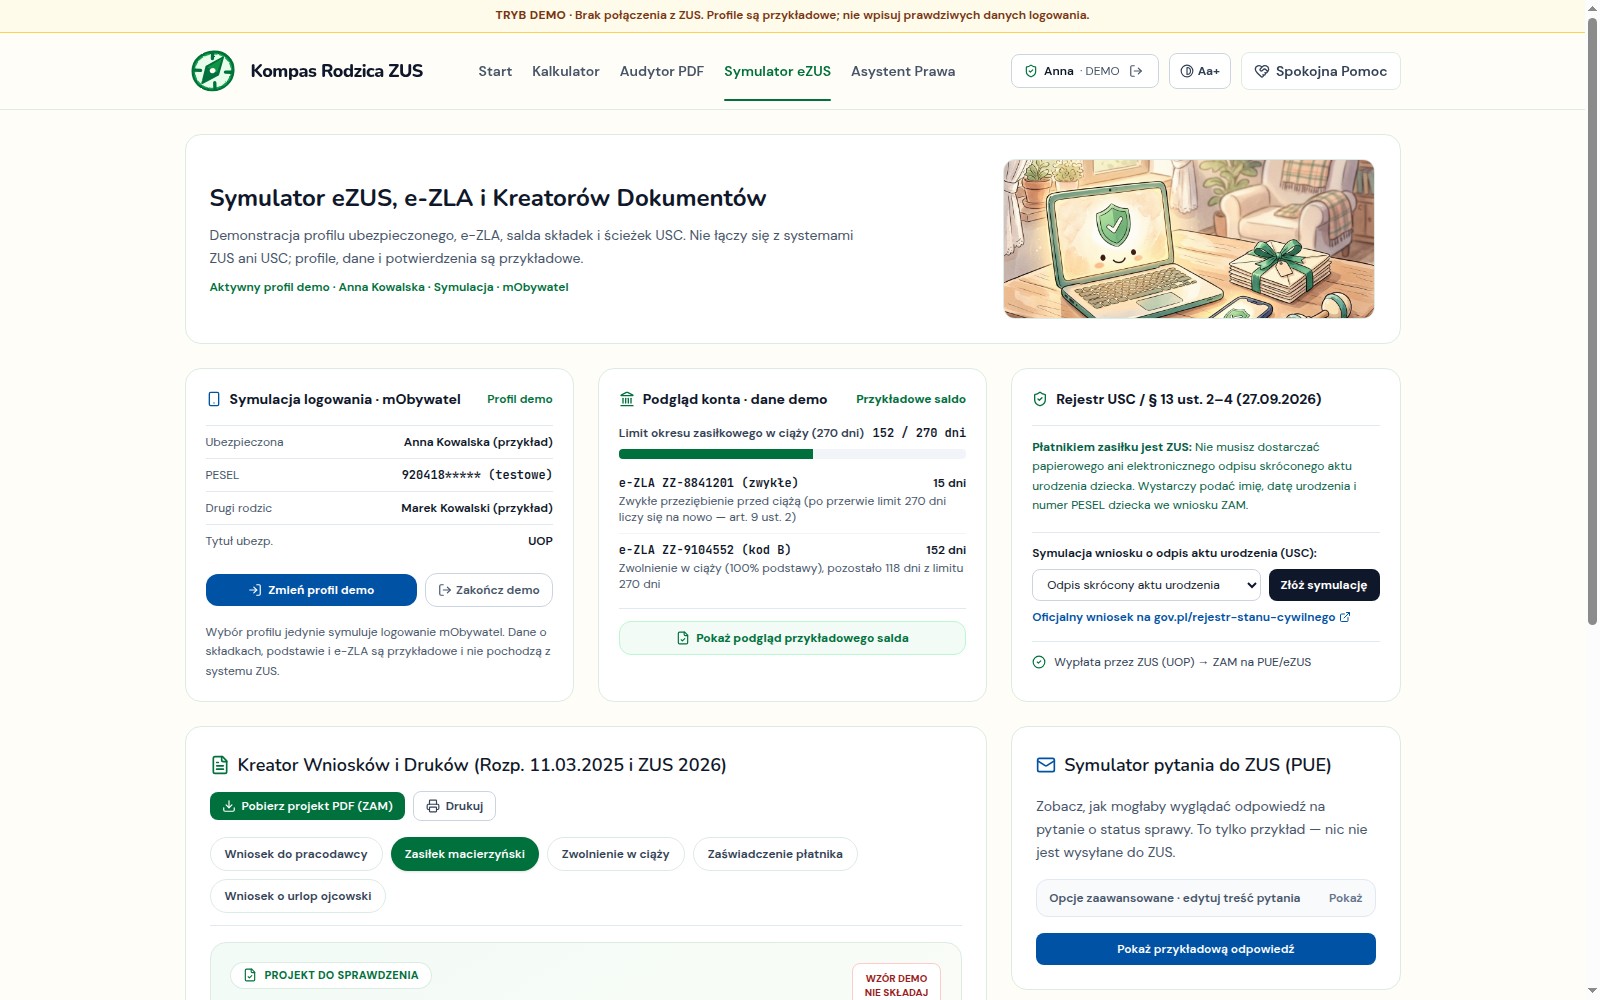 TRYB DEMO · Brak połączenia z ZUS. Profile są przykładowe; nie wpisuj prawdziwych danych logowania.
Kompas Rodzica ZUS
Start
Kalkulator
Audytor PDF
Symulator eZUS
Asystent Prawa
Anna · DEMO
Aa+
Spokojna Pomoc
Symulator eZUS, e-ZLA i Kreatorów Dokumentów
Demonstracja profilu ubezpieczonego, e-ZLA, salda składek i ścieżek USC. Nie łączy się z systemami
ZUS ani USC; profile, dane i potwierdzenia są przykładowe.
Aktywny profil demo · Anna Kowalska · Symulacja · mObywatel
Symulacja logowania · mObywatel
Profil demo
Ubezpieczona
Anna Kowalska (przykład)
PESEL
920418***** (testowe)
Drugi rodzic
Marek Kowalski (przykład)
Tytuł ubezp.
UOP
Zmień profil demo
Zakończ demo
Wybór profilu jedynie symuluje logowanie mObywatel. Dane o
składkach, podstawie i e-ZLA są przykładowe i nie pochodzą z
systemu ZUS.
Podgląd konta · dane demo
Przykładowe saldo
Limit okresu zasiłkowego w ciąży (270 dni)
152 / 270 dni
e-ZLA ZZ-8841201 (zwykłe)
15 dni
Zwykłe przeziębienie przed ciążą (po przerwie limit 270 dni
liczy się na nowo — art. 9 ust. 2)
e-ZLA ZZ-9104552 (kod B)
152 dni
Zwolnienie w ciąży (100% podstawy), pozostało 118 dni z limitu
270 dni
Pokaż podgląd przykładowego salda
Rejestr USC / § 13 ust. 2–4 (27.09.2026)
Płatnikiem zasiłku jest ZUS: Nie musisz dostarczać
papierowego ani elektronicznego odpisu skróconego aktu
urodzenia dziecka. Wystarczy podać imię, datę urodzenia i
numer PESEL dziecka we wniosku ZAM.
Symulacja wniosku o odpis aktu urodzenia (USC):
Odpis skrócony aktu urodzenia
Złóż symulację
Oficjalny wniosek na gov.pl/rejestr-stanu-cywilnego
Wypłata przez ZUS (UOP) → ZAM na PUE/eZUS
Kreator Wniosków i Druków (Rozp. 11.03.2025 i ZUS 2026)
Pobierz projekt PDF (ZAM)
Drukuj
Wniosek do pracodawcy
Zasiłek macierzyński
Zwolnienie w ciąży
Zaświadczenie płatnika
Wniosek o urlop ojcowski
PROJEKT DO SPRAWDZENIA
WZÓR DEMO
NIE SKŁADAJ
Symulator pytania do ZUS (PUE)
Zobacz, jak mogłaby wyglądać odpowiedź na
pytanie o status sprawy. To tylko przykład — nic nie
jest wysyłane do ZUS.
Opcje zaawansowane · edytuj treść pytania
Pokaż
Pokaż przykładową odpowiedź